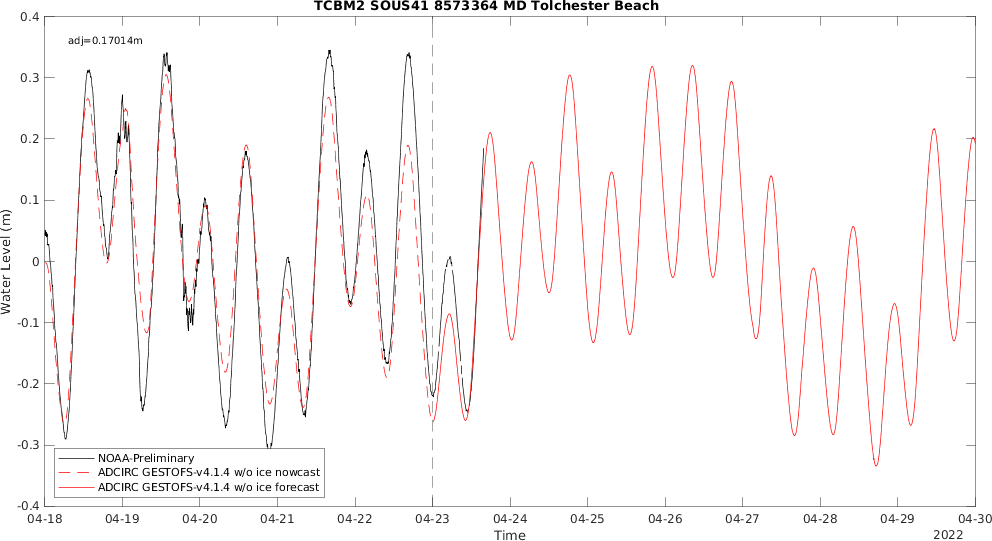 TCBM2 SOUS41 8573364 MD Tolchester Beach
adj=0.17014m
0.4
0.3
0.2
0.1
0
-0.1
-0.2
-0.3
-0.4
Water Level (m)
NOAA-Preliminary
ADCIRC GESTOFS-v4.1.4 w/o ice nowcast
ADCIRC GESTOFS-v4.1.4 w/o ice forecast
04-18 04-19 04-20 04-21 04-22 04-23 04-24 04-25 04-26 04-27 04-28 04-29 04-30
Time
2022